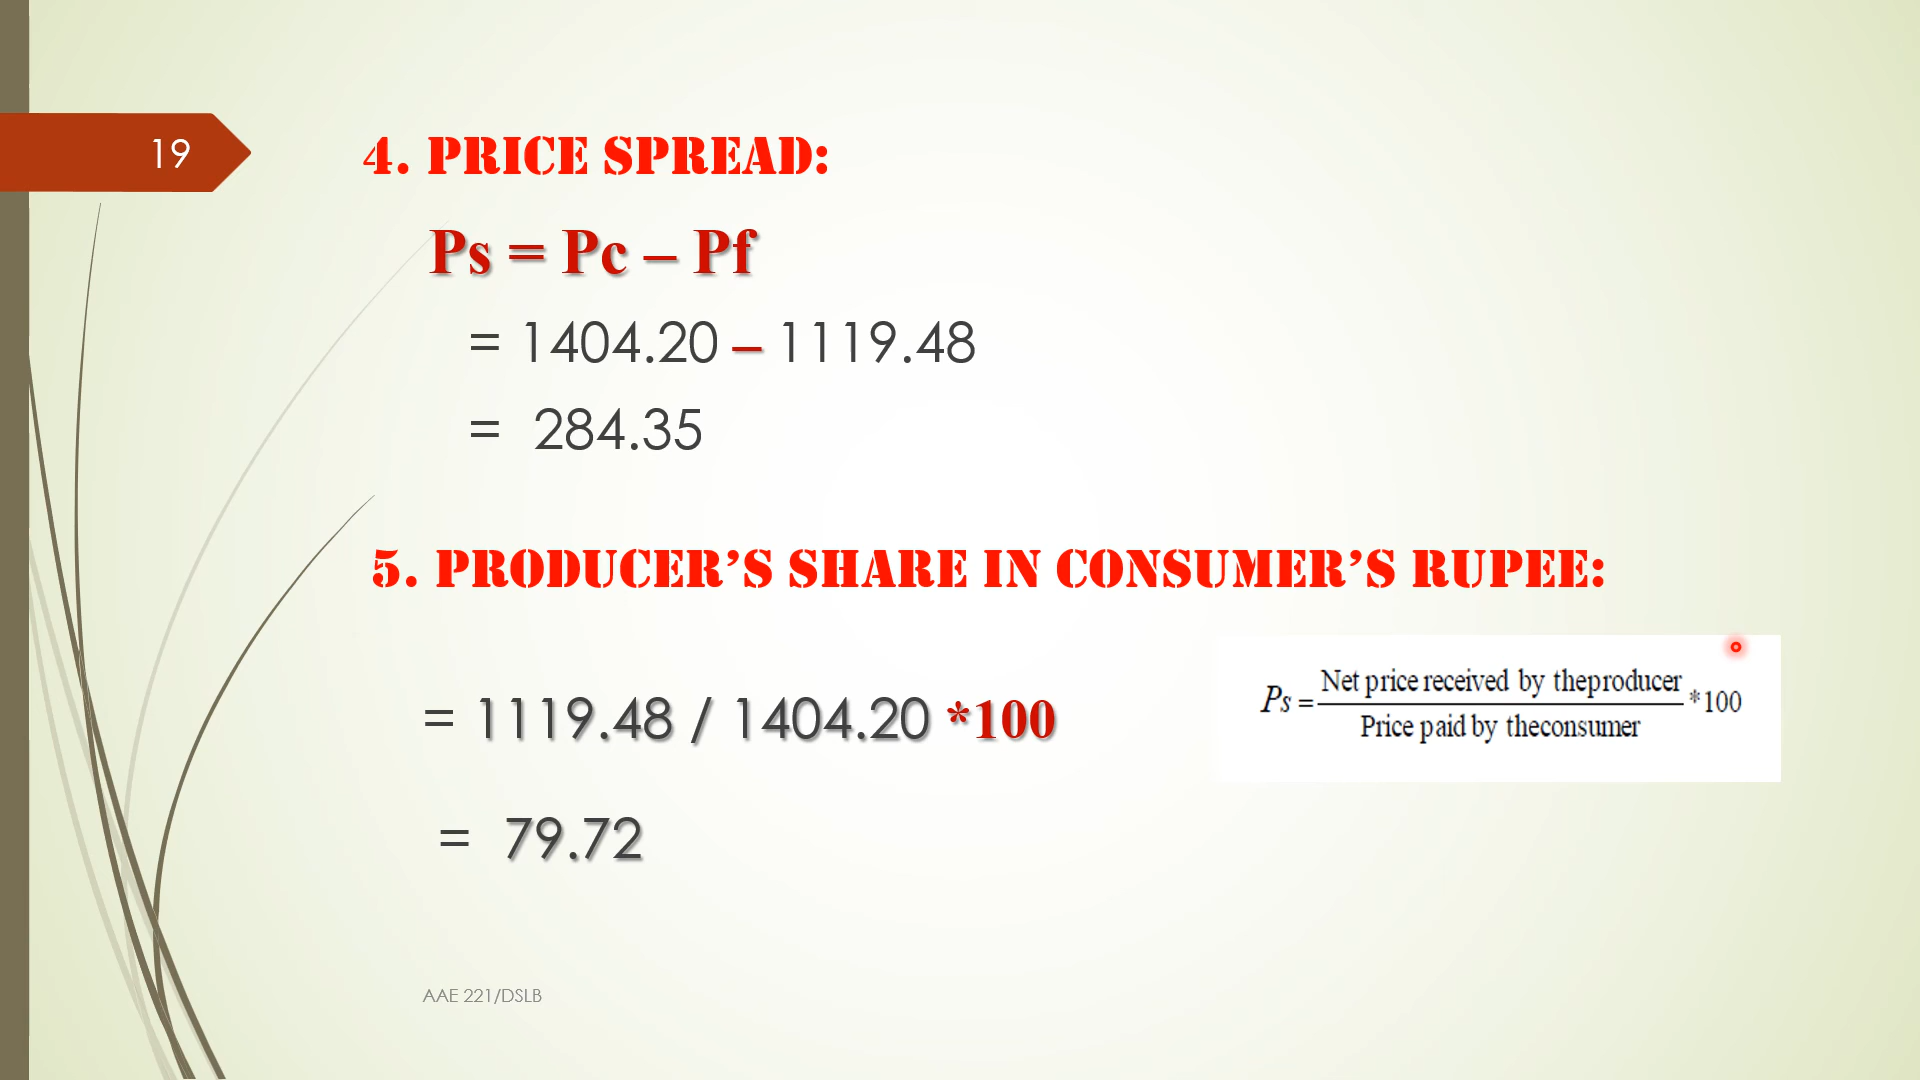 19
4. PRICE SPREAD:
Ps = Pc – Pf
= 1404.20 – 1119.48
= 284.35
5. PRODUCER’S SHARE IN CONSUMER’S RUPEE:
= 1119.48 / 1404.20 *100
Ps = Net price received by theproducer *100
Price paid by theconsumer
= 79.72
AAE 221/DSLB